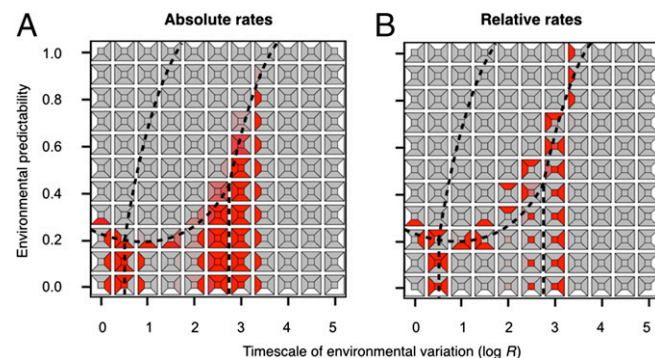 A
Absolute rates
B
Relative rates
Environmental predictability
1.0
0.8
0.6
0.4
0.2
0.0
0 1 2 3 4 5
0 1 2 3 4 5
Timescale of environmental variation (log R)